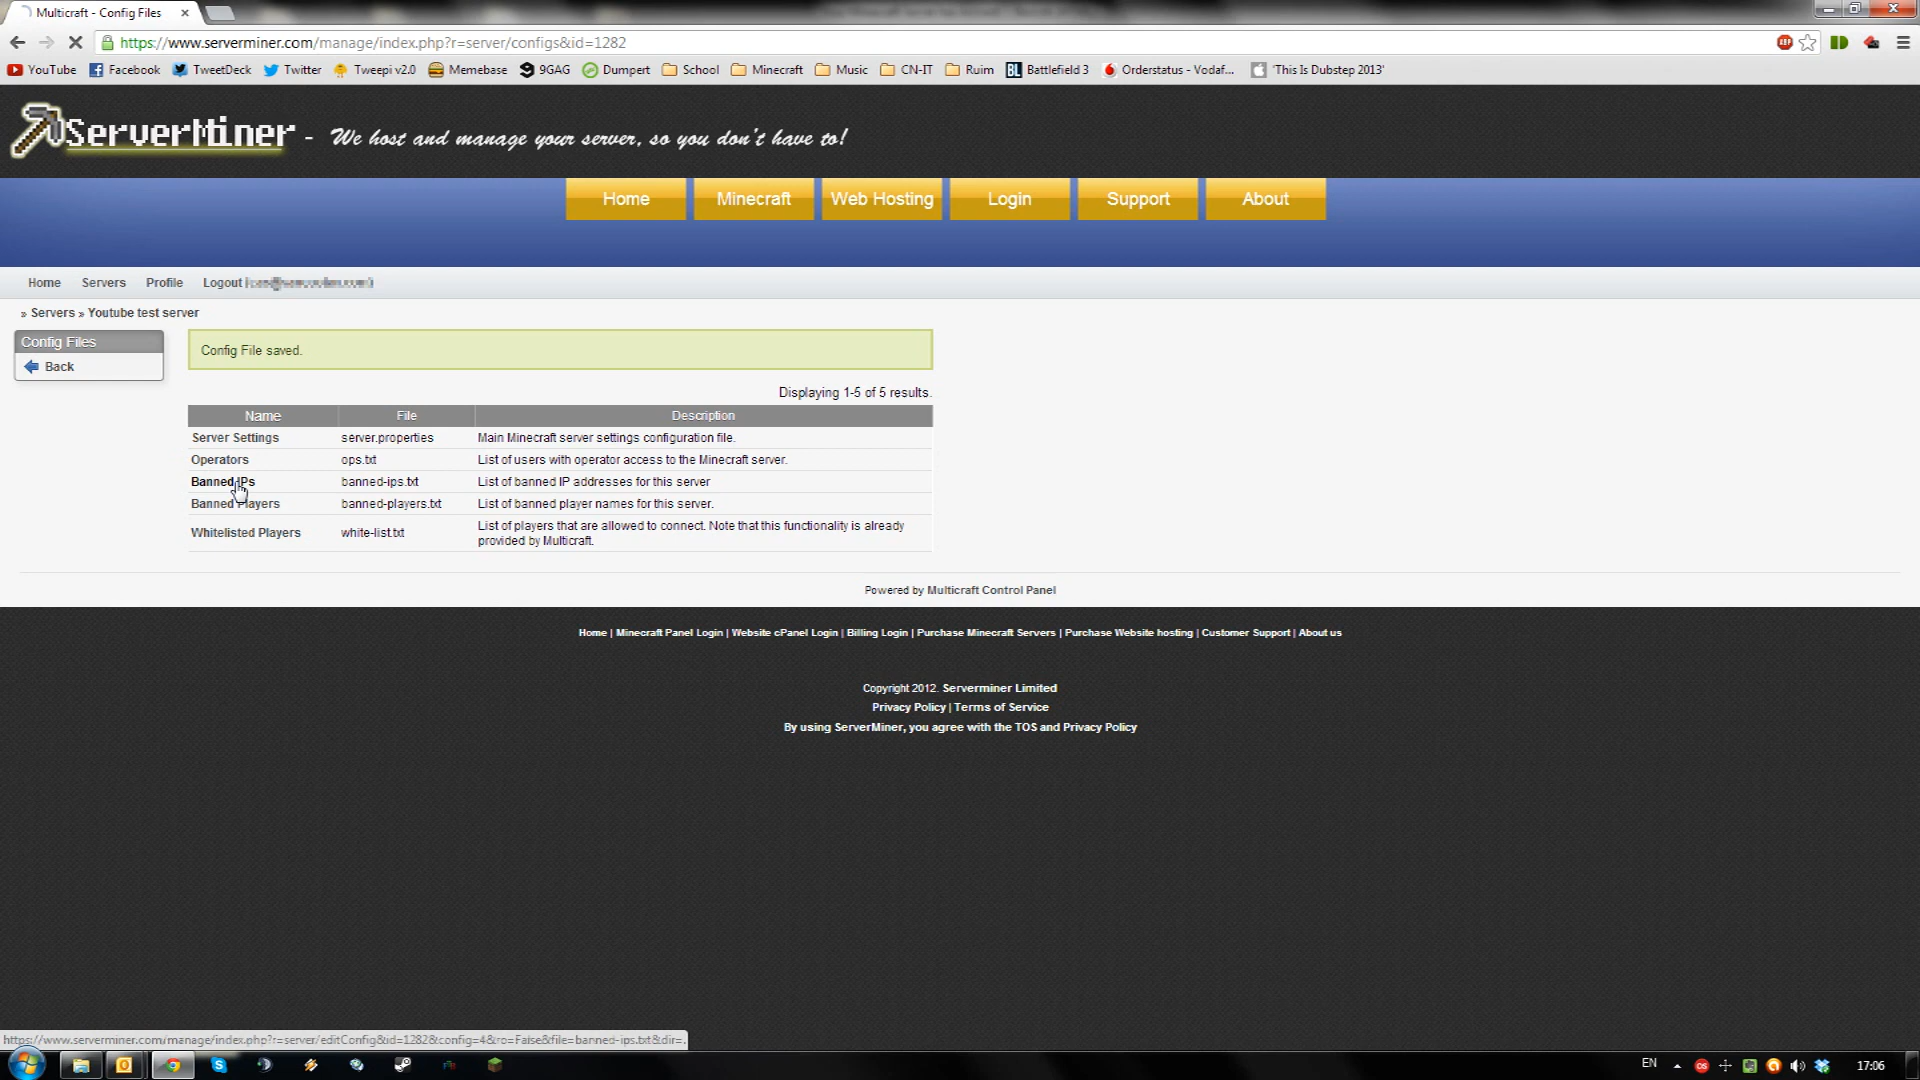 Multicraft - Config Files
https://www.serverminer.com/manage/index.php?r=server/configs&id=1282
YouTube Facebook TweetDeck Twitter Tweepi v2.0 Memebase 9GAG Dumpert School Minecraft Music CN-IT Ruim Battlefield 3 Orderstatus - Vodaf... 'This Is Dubstep 2013'
ServerMiner - We host and manage your server, so you don't have to!
Home Minecraft Web Hosting Login Support About
Home Servers Profile Logout
» Servers » Youtube test server
Config Files
Back
Config File saved.
Displaying 1-5 of 5 results.
Name File Description
Server Settings server.properties Main Minecraft server settings configuration file.
Operators ops.txt List of users with operator access to the Minecraft server.
Banned IPs banned-ips.txt List of banned IP addresses for this server
Banned Players banned-players.txt List of banned player names for this server.
Whitelisted Players white-list.txt List of players that are allowed to connect. Note that this functionality is already
provided by Multicraft.
Powered by Multicraft Control Panel
Home | Minecraft Panel Login | Website cPanel Login | Billing Login | Purchase Minecraft Servers | Purchase Website hosting | Customer Support | About us
Copyright 2012. Serverminer Limited
Privacy Policy | Terms of Service
By using ServerMiner, you agree with the TOS and Privacy Policy
https://www.serverminer.com/manage/index.php?r=server/editConfig&id=1282&config=4&ro=False&file=banned-ips.txt&dir=.
EN 17:06